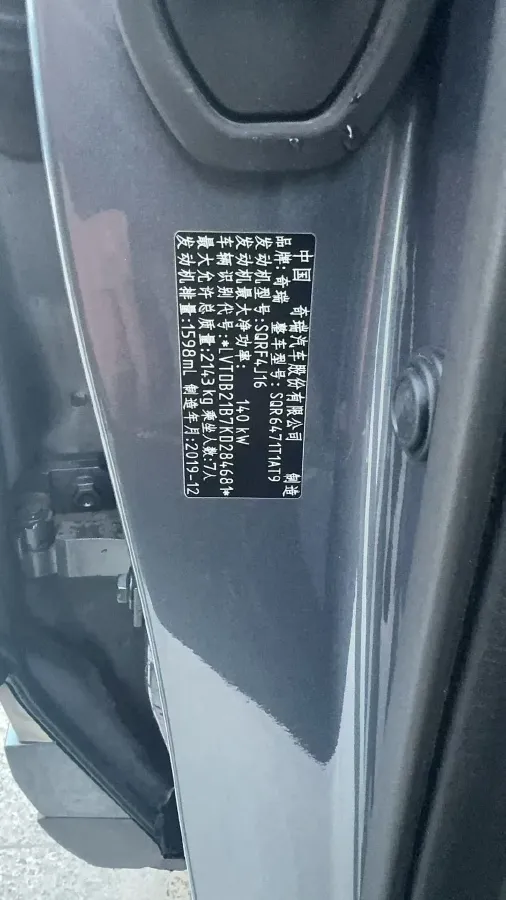 中国 奇瑞汽车股份有限公司 制造
品牌:奇瑞 整车型号:SQR6471T1AT9
发动机型号:SQRF4J16
发动机最大净功率: 140 kW
车辆识别代号:*LVTDB21B7KD284681*
最大允许总质量:2143 kg 乘坐人数:7人
发动机排量:1598mL 制造年月:2019-12